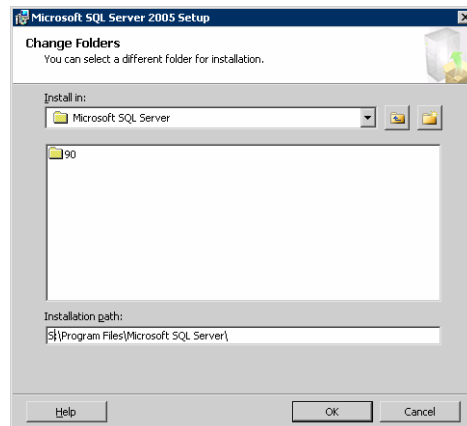 Microsoft SQL Server 2005 Setup
Change Folders
You can select a different folder for installation.
Install in:
Microsoft SQL Server
90
Installation path:
S:\Program Files\Microsoft SQL Server\
Help
OK
Cancel